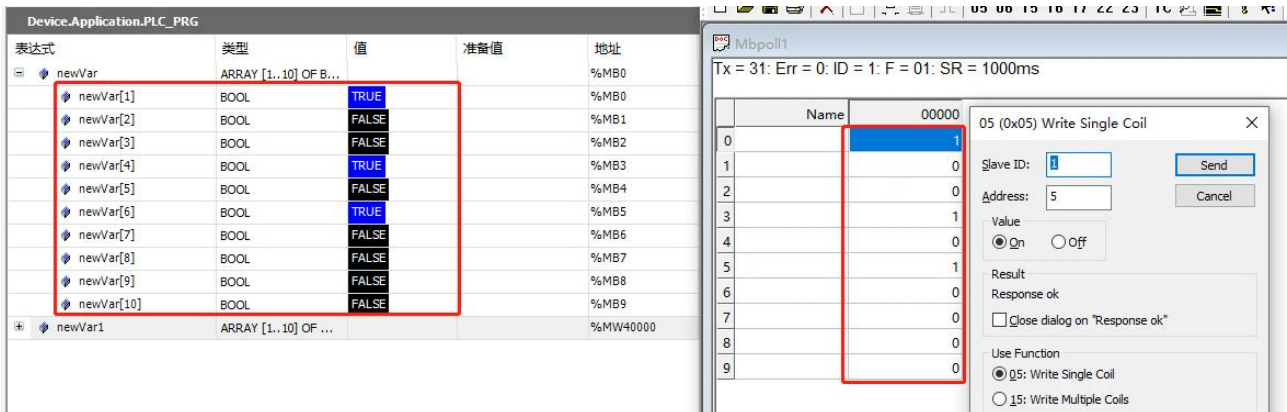 Device.Application.PLC_PRG
表达式 类型 值 准备值 地址
newVar ARRAY [1..10] OF B... %MB0
newVar[1] BOOL TRUE %MB0
newVar[2] BOOL FALSE %MB1
newVar[3] BOOL FALSE %MB2
newVar[4] BOOL TRUE %MB3
newVar[5] BOOL FALSE %MB4
newVar[6] BOOL TRUE %MB5
newVar[7] BOOL FALSE %MB6
newVar[8] BOOL FALSE %MB7
newVar[9] BOOL FALSE %MB8
newVar[10] BOOL FALSE %MB9
newVar1 ARRAY [1..10] OF ... %MW40000
05 06 15 16 17 22 23 TC
Mbpoll1
Tx = 31: Err = 0: ID = 1: F = 01: SR = 1000ms
Name 00000
0 1
1 0
2 0
3 1
4 0
5 1
6 0
7 0
8 0
9 0
05 (0x05) Write Single Coil
Slave ID: 1 Send
Address: 5 Cancel
Value
On Off
Result
Response ok
Close dialog on "Response ok"
Use Function
05: Write Single Coil
15: Write Multiple Coils